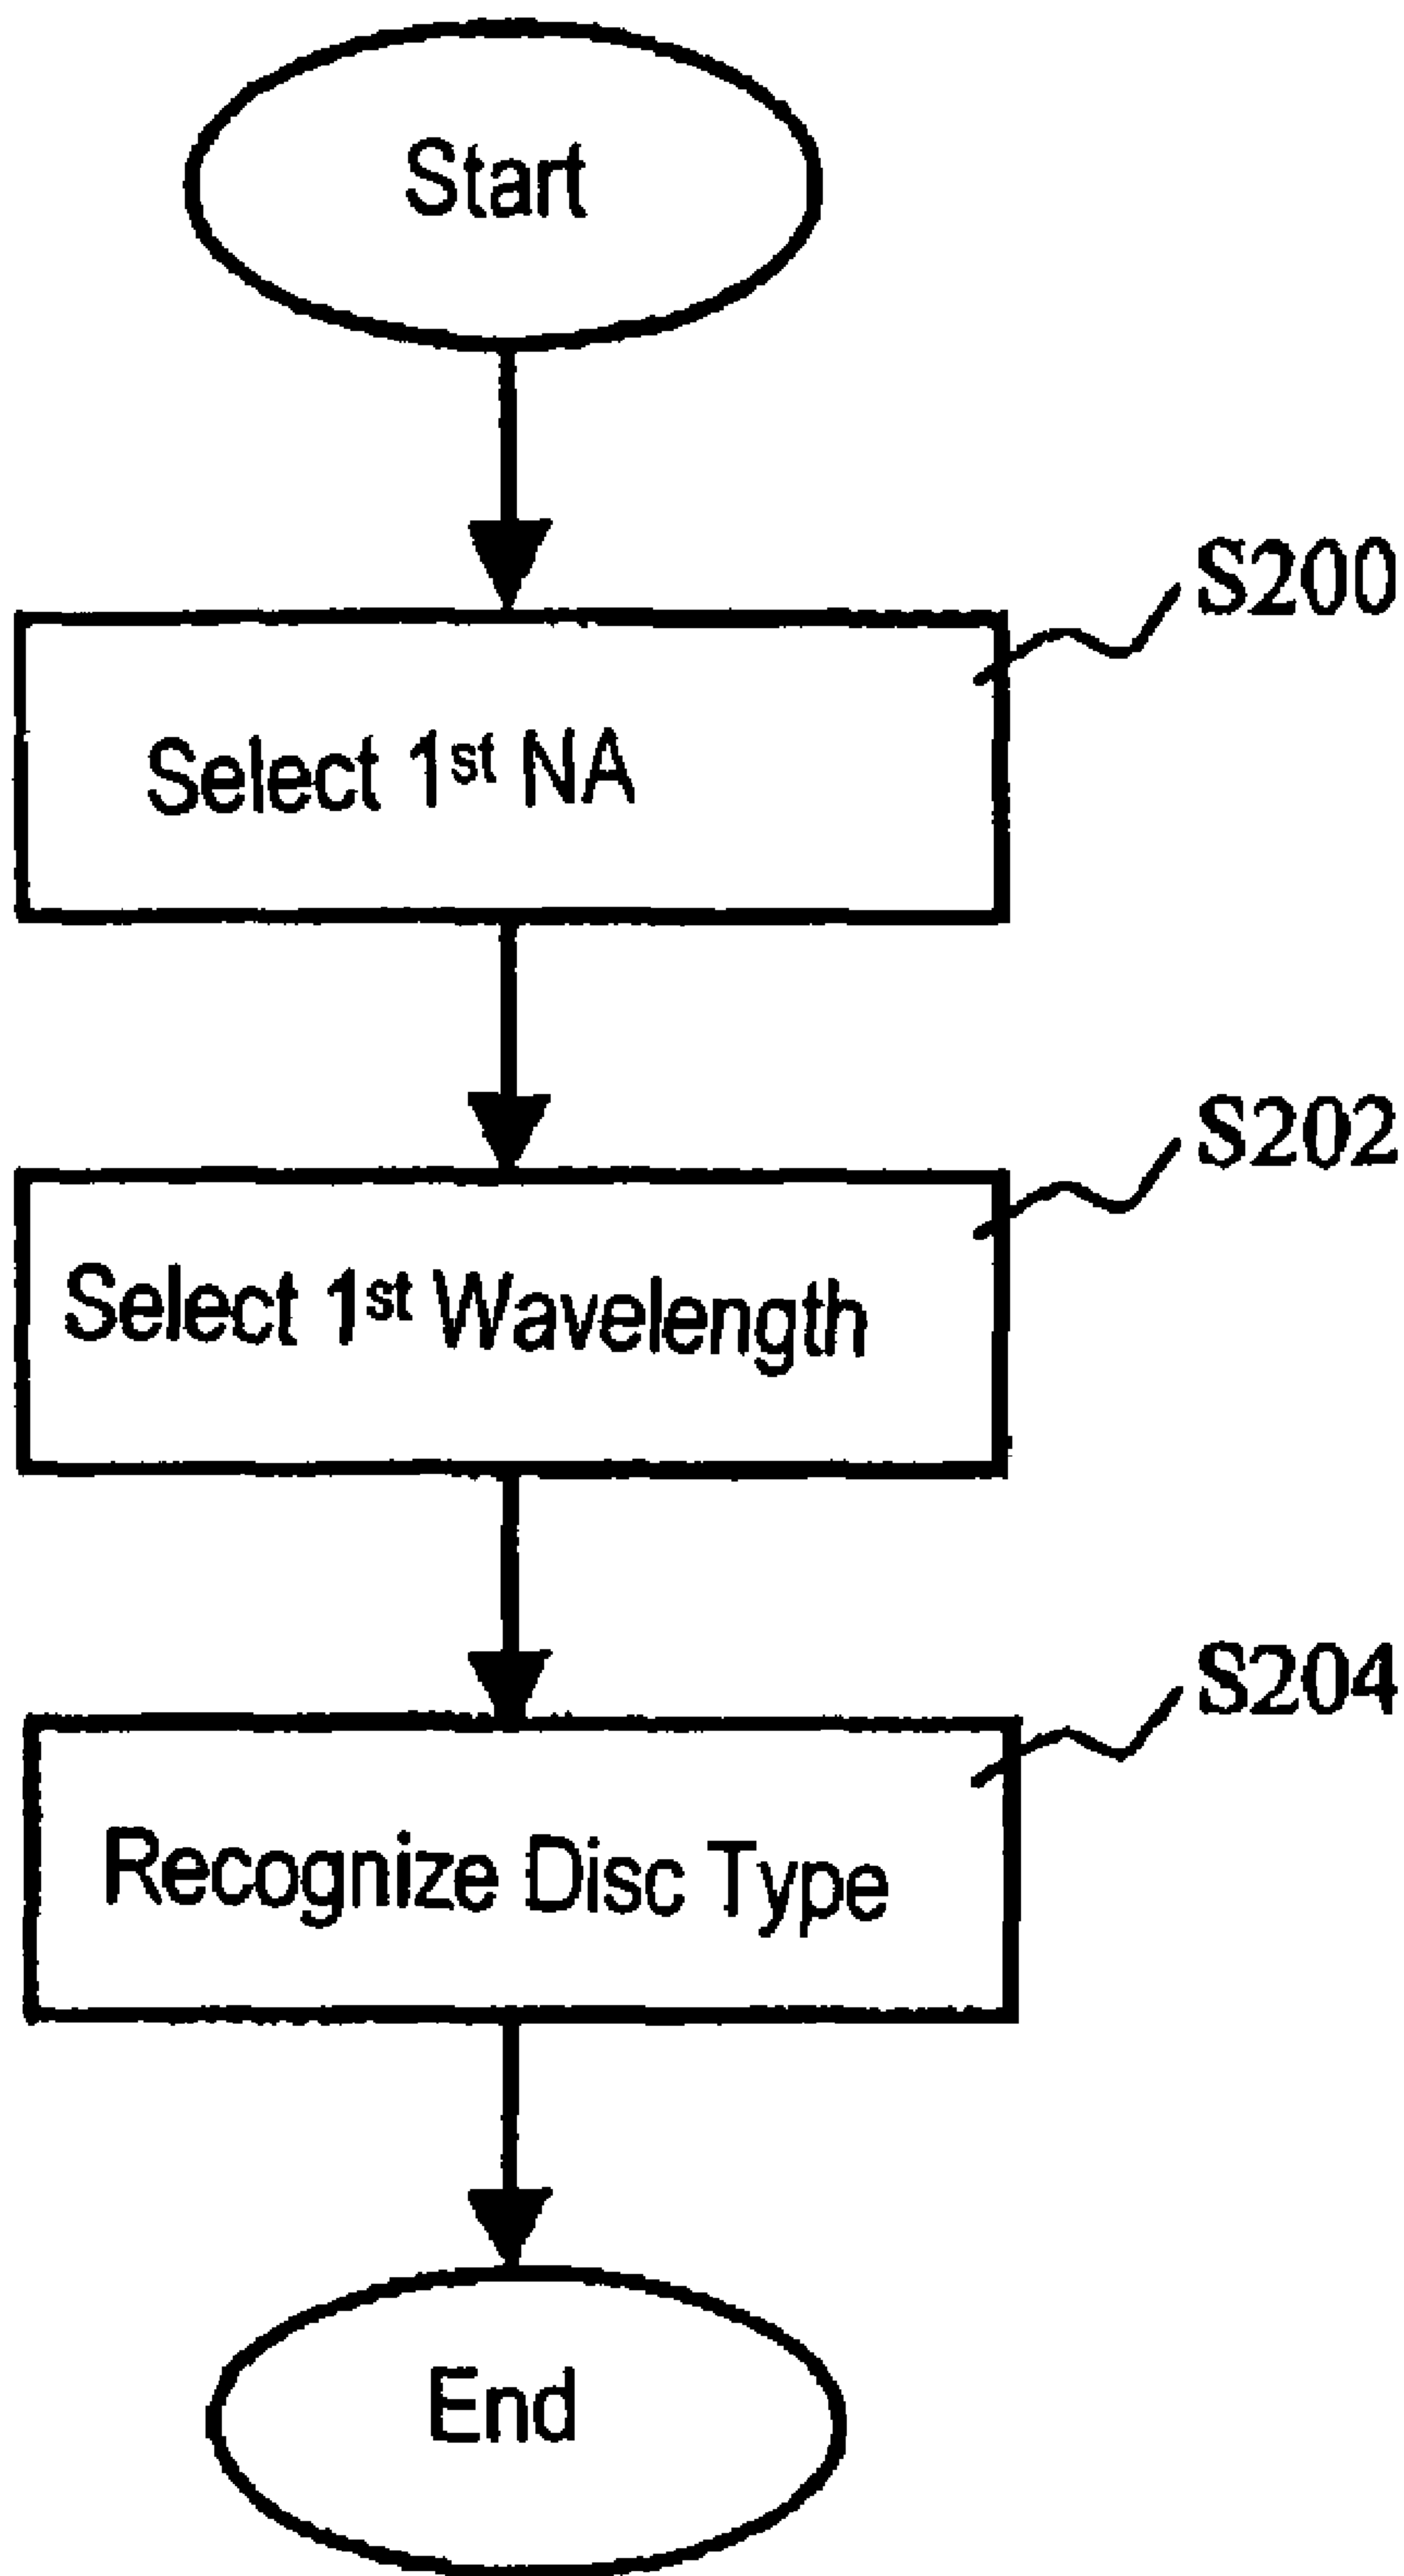 Start
S200
Select 1st NA
S202
Select 1st Wavelength
S204
Recognize Disc Type
End